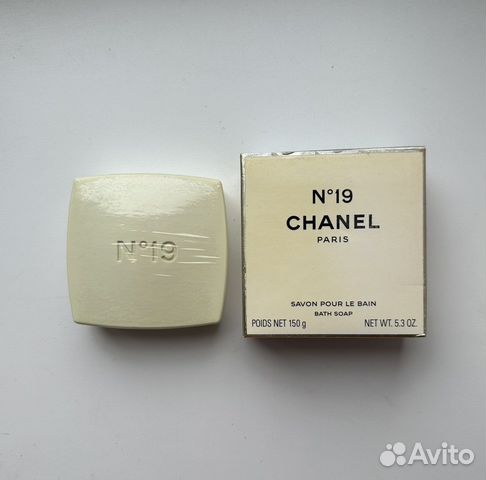 N°19
N°19
CHANEL
PARIS
SAVON POUR LE BAIN
BATH SOAP
POIDS NET 150 g NET WT. 5.3 OZ.
Avito